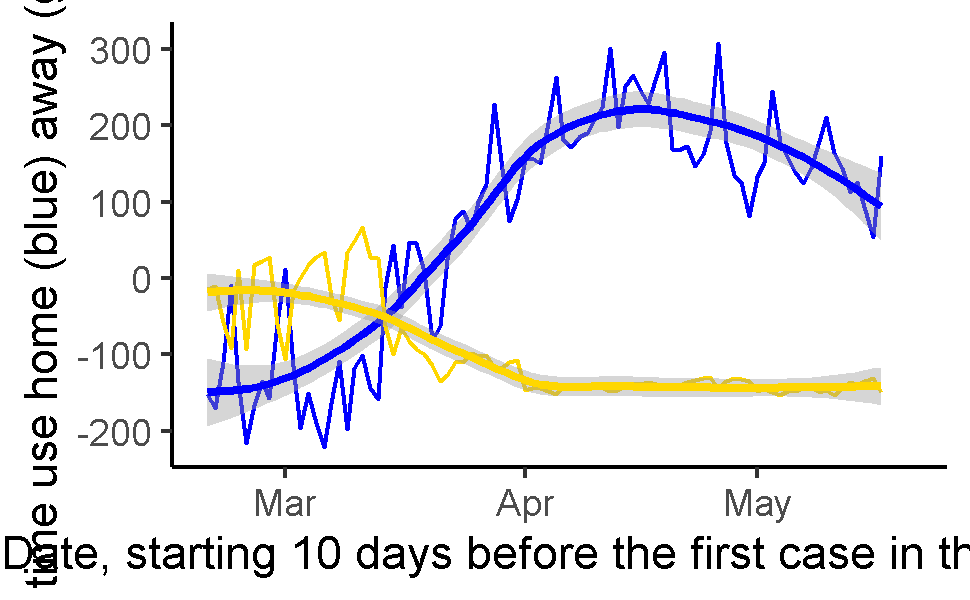 time use home (blue) away (
300
200
100
0
-100
-200
Mar Apr May
Date, starting 10 days before the first case in th